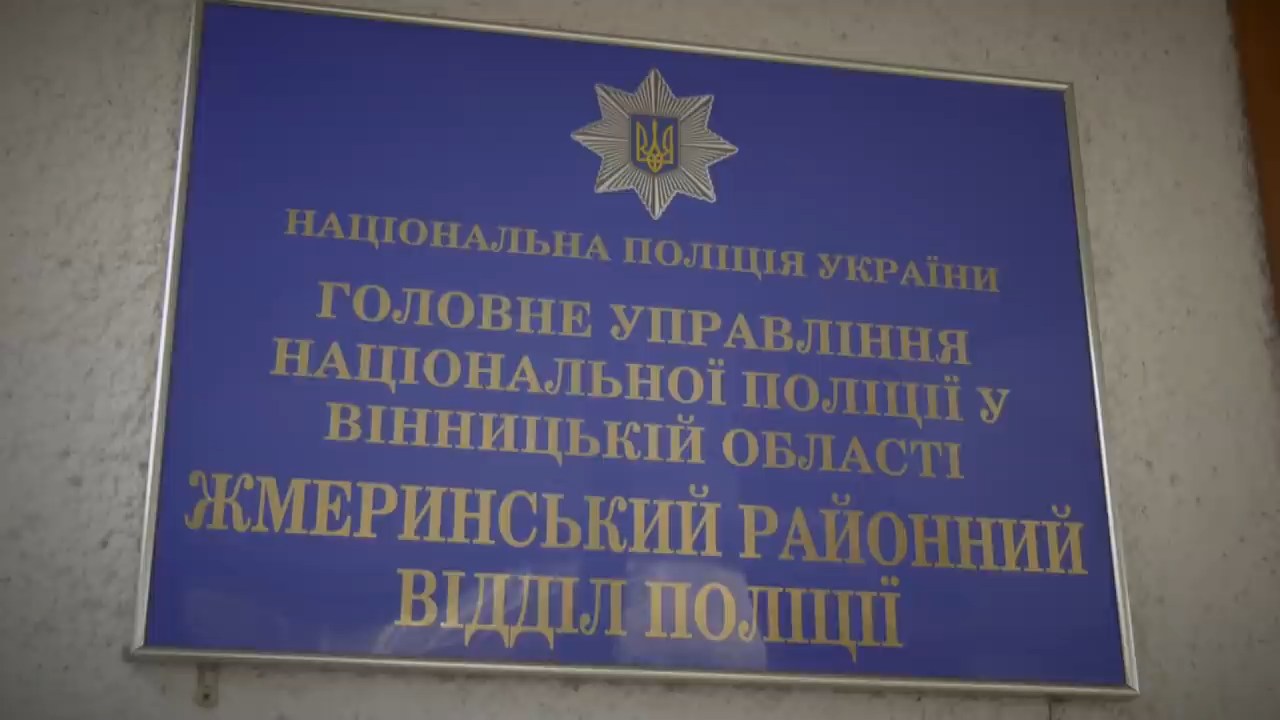 НАЦІОНАЛЬНА ПОЛІЦІЯ УКРАЇНИ
ГОЛОВНЕ УПРАВЛІННЯ
НАЦІОНАЛЬНОЇ ПОЛІЦІЇ У
ВІННИЦЬКІЙ ОБЛАСТІ
ЖМЕРИНСЬКИЙ РАЙОННИЙ
ВІДДІЛ ПОЛІЦІЇ